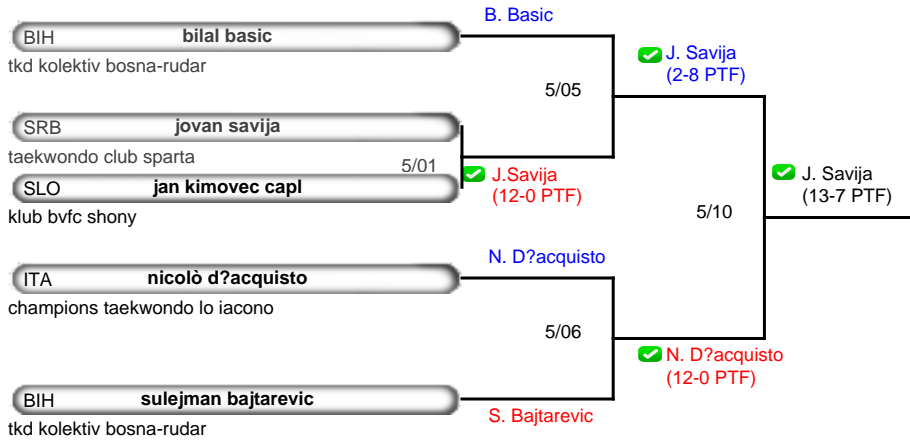 B. Basic
BIH bilal basic
tkd kolektiv bosna-rudar
J. Savija
(2-8 PTF)
5/05
SRB jovan savija
taekwondo club sparta
5/01
J.Savija
(12-0 PTF)
SLO jan kimovec capl
klub bvfc shony
J. Savija
(13-7 PTF)
5/10
N. D?acquisto
ITA nicolò d?acquisto
champions taekwondo lo iacono
5/06
N. D?acquisto
(12-0 PTF)
BIH sulejman bajtarevic
tkd kolektiv bosna-rudar
S. Bajtarevic